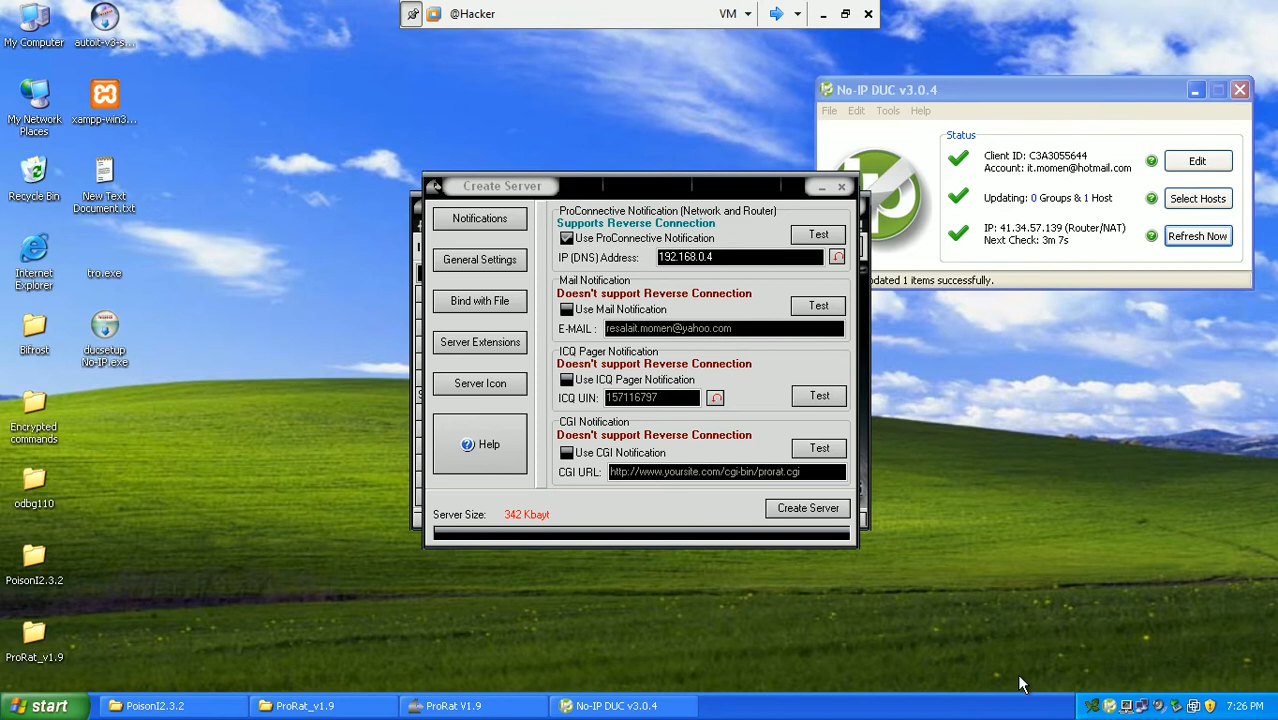 @Hacker
VM
My Computer
autoit-v3-s...
My Network Places
xampp-win3...
Recycle Bin
New Text Document.txt
Internet Explorer
tro.exe
Bifrost
ducsetup No-IP.exe
Encrypted commands
odbg110
PoisonI2.3.2
ProRat_v1.9
No-IP DUC v3.0.4
File Edit Tools Help
Status
Client ID: C3A3055644
Account: it.momen@hotmail.com
Edit
Updating: 0 Groups & 1 Host
Select Hosts
IP: 41.34.57.139 (Router/NAT)
Next Check: 3m 7s
Refresh Now
dated 1 items successfully.
Create Server
Notifications
General Settings
Bind with File
Server Extensions
Server Icon
Help
ProConnective Notification (Network and Router)
Supports Reverse Connection
Use ProConnective Notification
Test
IP (DNS) Address: 192.168.0.4
Mail Notification
Doesn't support Reverse Connection
Use Mail Notification
Test
E-MAIL : resalait.momen@yahoo.com
ICQ Pager Notification
Doesn't support Reverse Connection
Use ICQ Pager Notification
ICQ UIN: 157116797
Test
CGI Notification
Doesn't support Reverse Connection
Use CGI Notification
Test
CGI URL: http://www.yoursite.com/cgi-bin/prorat.cgi
Server Size: 342 Kbayt
Create Server
start
PoisonI2.3.2
ProRat_v1.9
ProRat V1.9
No-IP DUC v3.0.4
7:26 PM